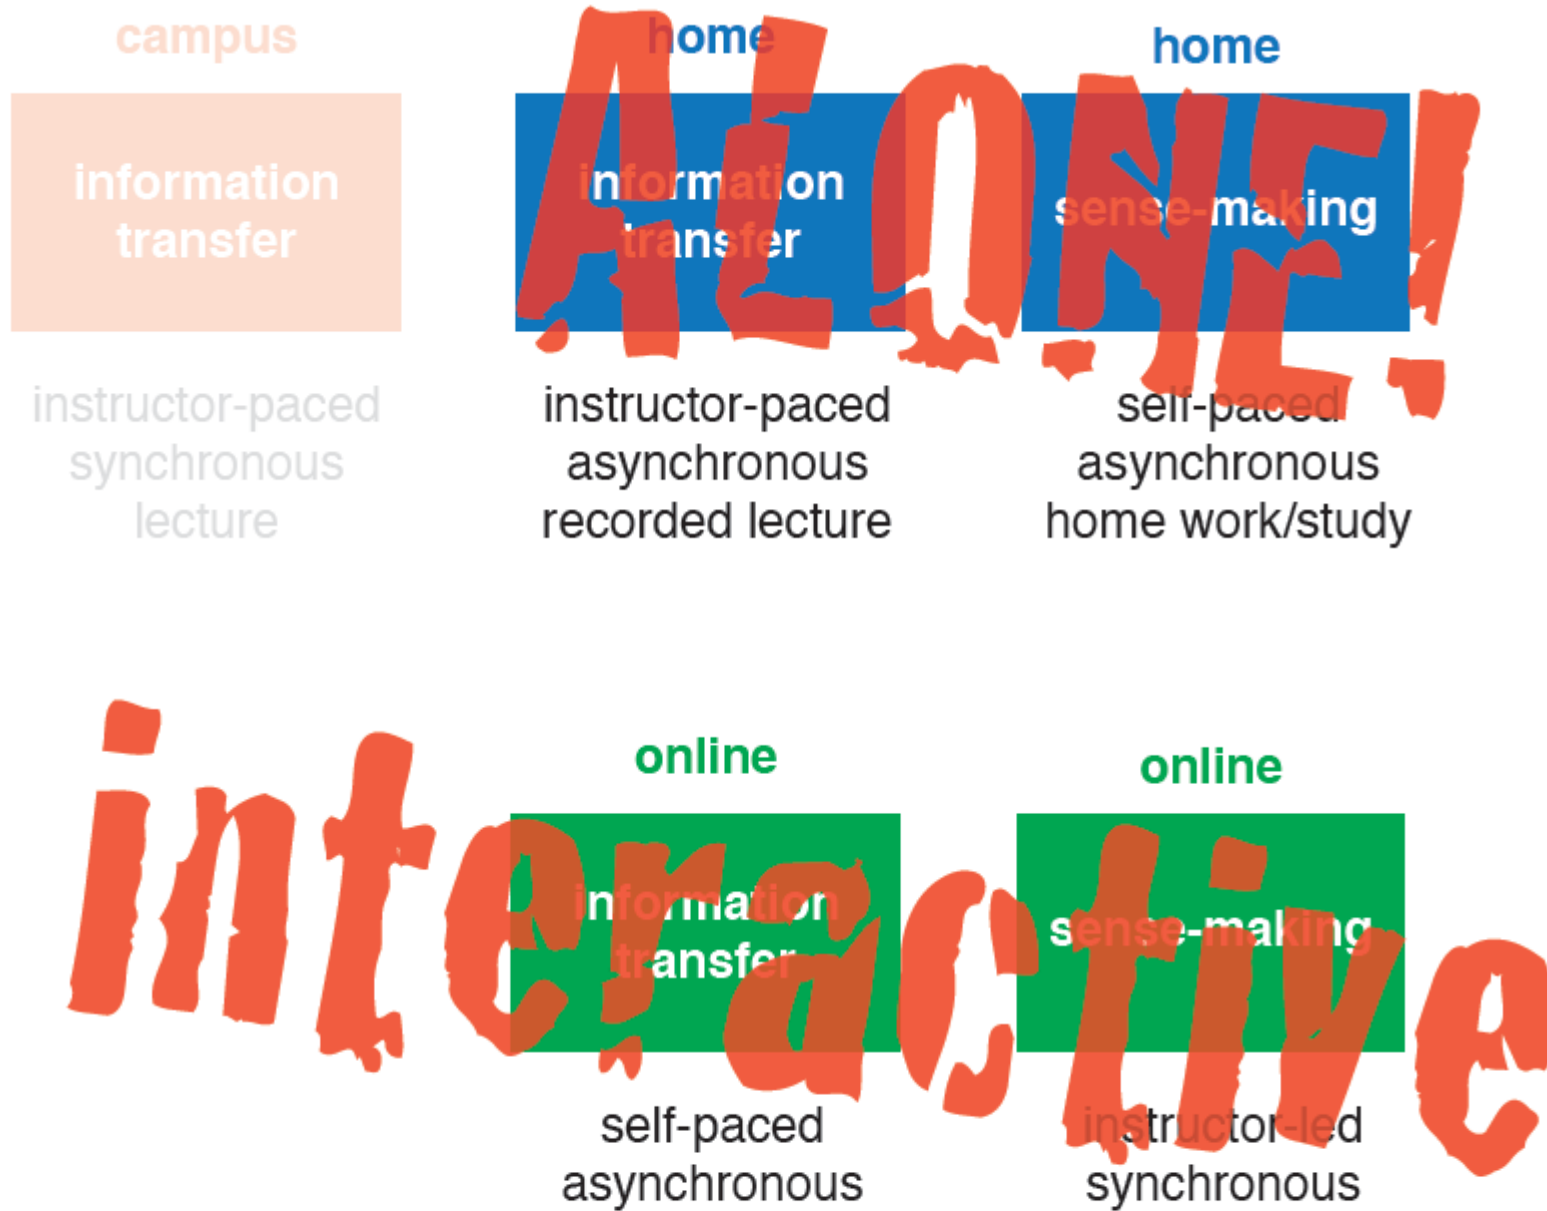 campus
information
transfer
instructor-paced
synchronous
lecture
home
information
transfer
instructor-paced
asynchronous
recorded lecture
home
sense-making
self-paced
asynchronous
home work/study
ALONE!
online
information
transfer
self-paced
asynchronous
online
sense-making
instructor-led
synchronous
interactive